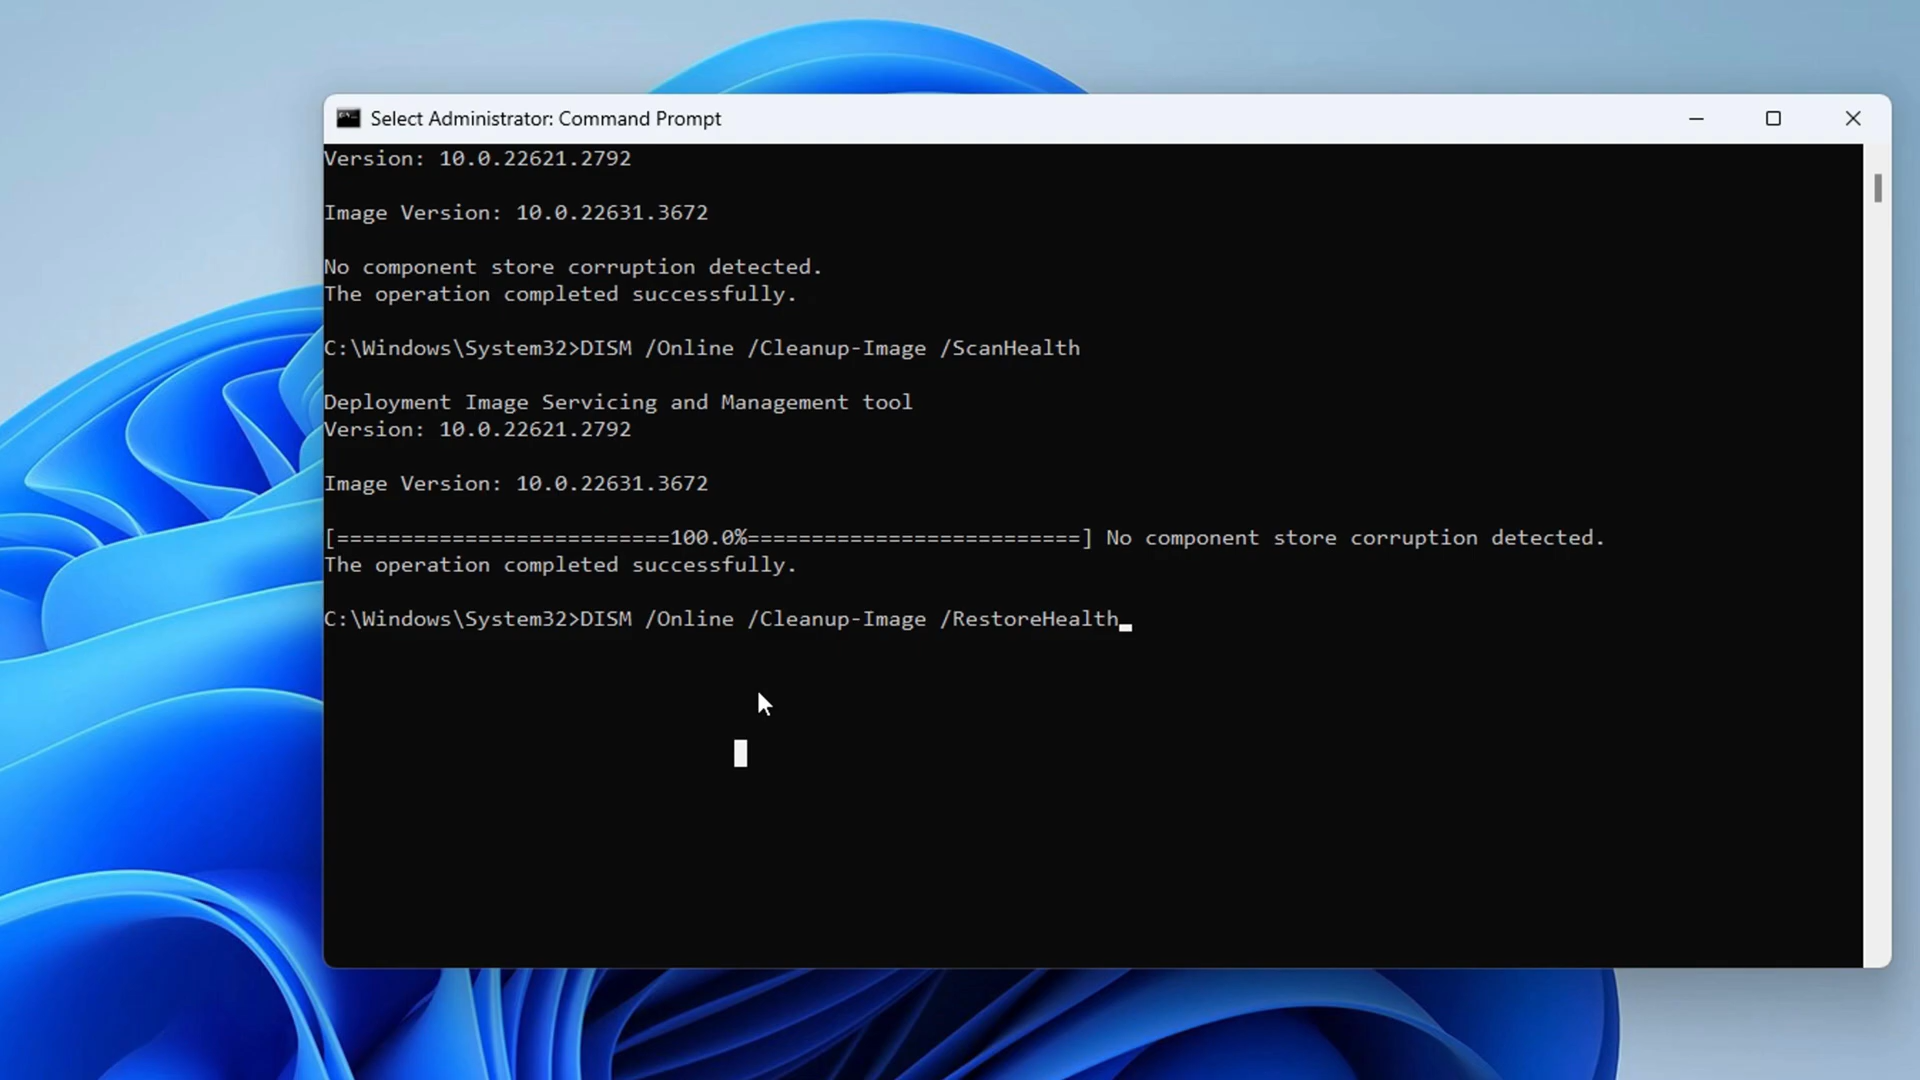 Select Administrator: Command Prompt
Version: 10.0.22621.2792
Image Version: 10.0.22631.3672
No component store corruption detected.
The operation completed successfully.
C:\Windows\System32>DISM /Online /Cleanup-Image /ScanHealth
Deployment Image Servicing and Management tool
Version: 10.0.22621.2792
Image Version: 10.0.22631.3672
[==========================100.0%==========================] No component store corruption detected.
The operation completed successfully.
C:\Windows\System32>DISM /Online /Cleanup-Image /RestoreHealth